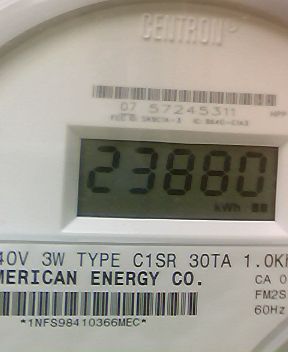 CENTRON
07 57245311
23880
kWh
40V 3W TYPE C1SR 30TA 1.0K
MERICAN ENERGY CO.
CA 0
FM2S
60Hz
*1NFS98410366MEC*